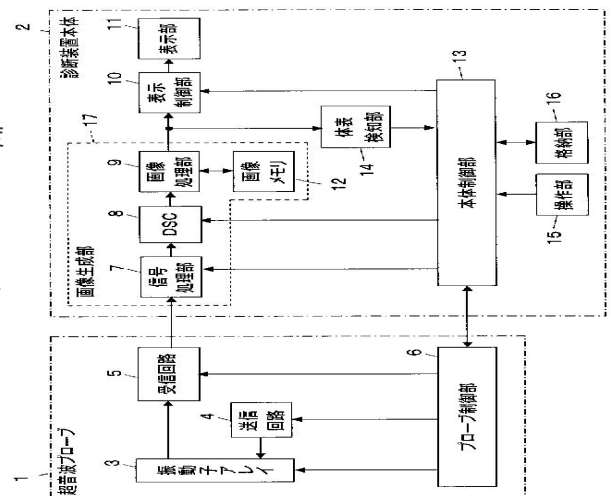 1
超音波プローブ
3
振動子アレイ
4
送信
回路
5
受信回路
6
プローブ制御部
2
診断装置本体
画像生成部
17
7
信号
処理部
8
DSC
9
画像
処理部
12
画像
メモリ
10
表示
制御部
11
表示部
14
体表
検知部
13
本体制御部
15
操作部
16
格納部